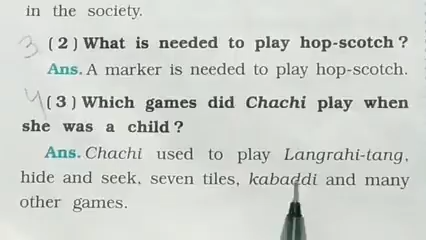 in the society.
3 (2) What is needed to play hop-scotch?
Ans. A marker is needed to play hop-scotch.
4 (3) Which games did Chachi play when
she was a child?
Ans. Chachi used to play Langrahi-tang,
hide and seek, seven tiles, kabaddi and many
other games.